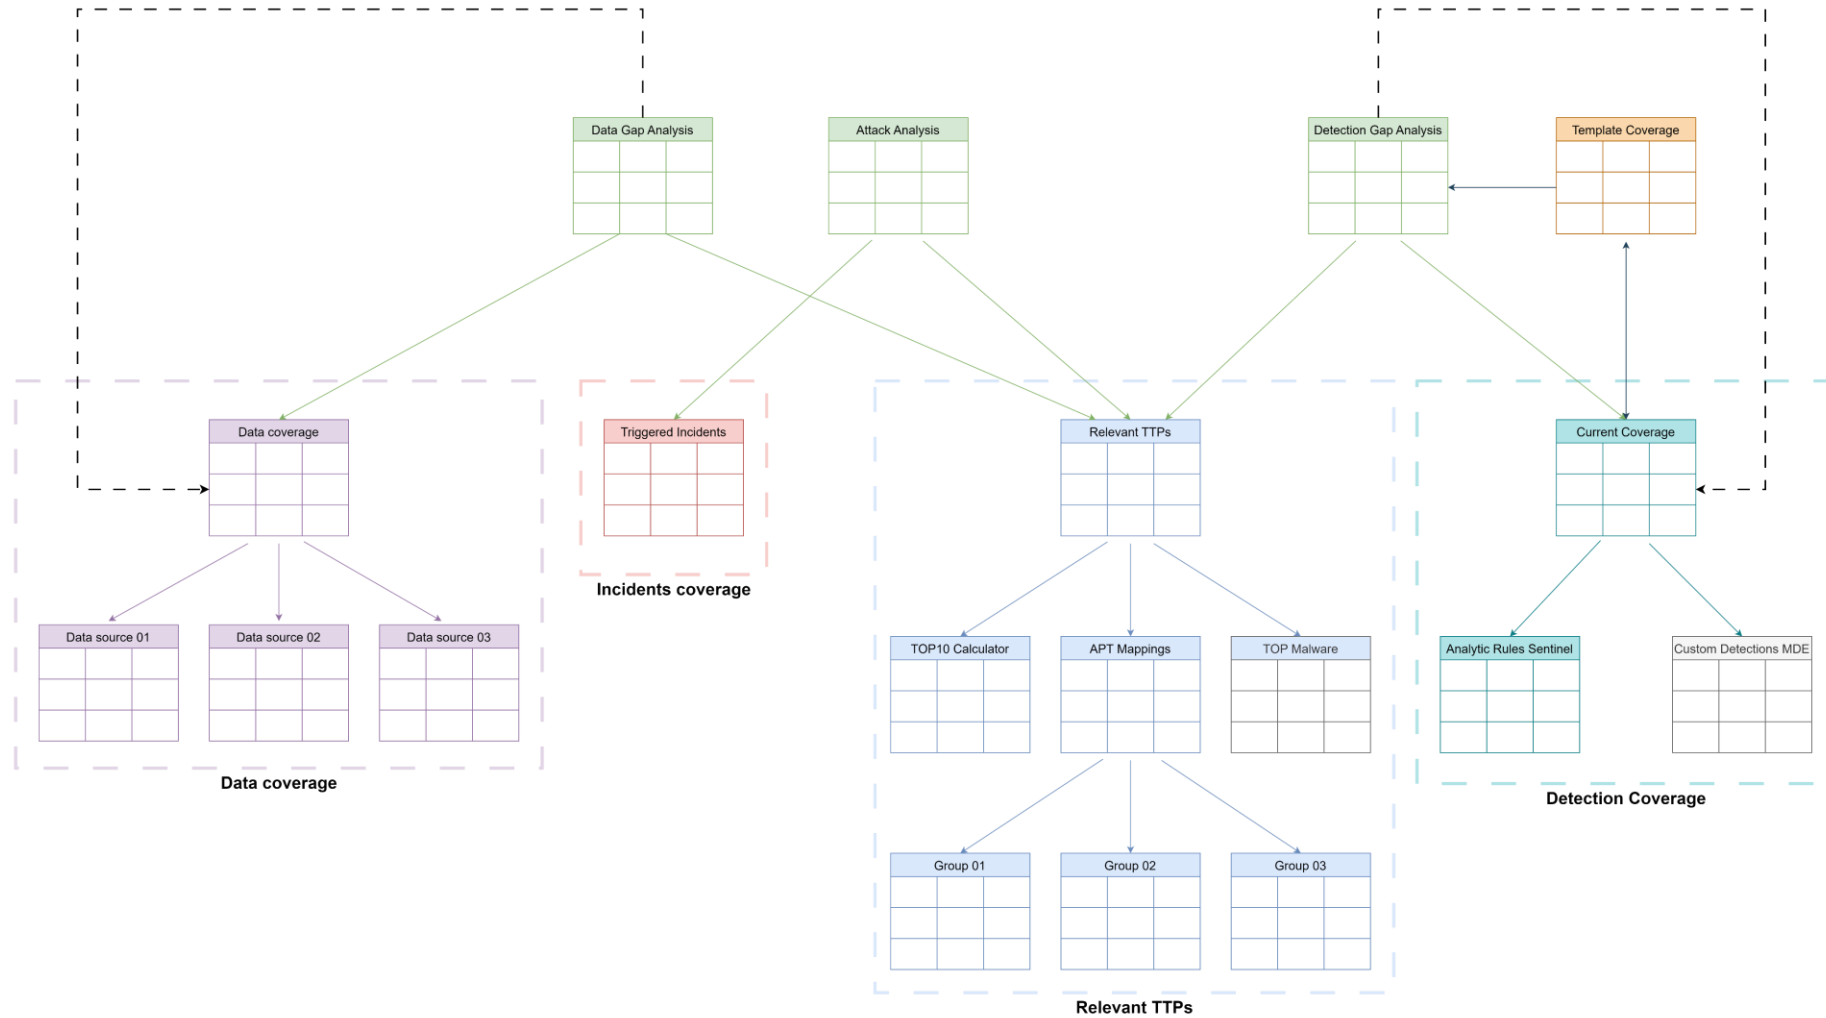 Data Gap Analysis
Attack Analysis
Detection Gap Analysis
Template Coverage
Data coverage
Triggered Incidents
Relevant TTPs
Current Coverage
Incidents coverage
Data source 01
Data source 02
Data source 03
TOP10 Calculator
APT Mappings
TOP Malware
Analytic Rules Sentinel
Custom Detections MDE
Data coverage
Detection Coverage
Group 01
Group 02
Group 03
Relevant TTPs